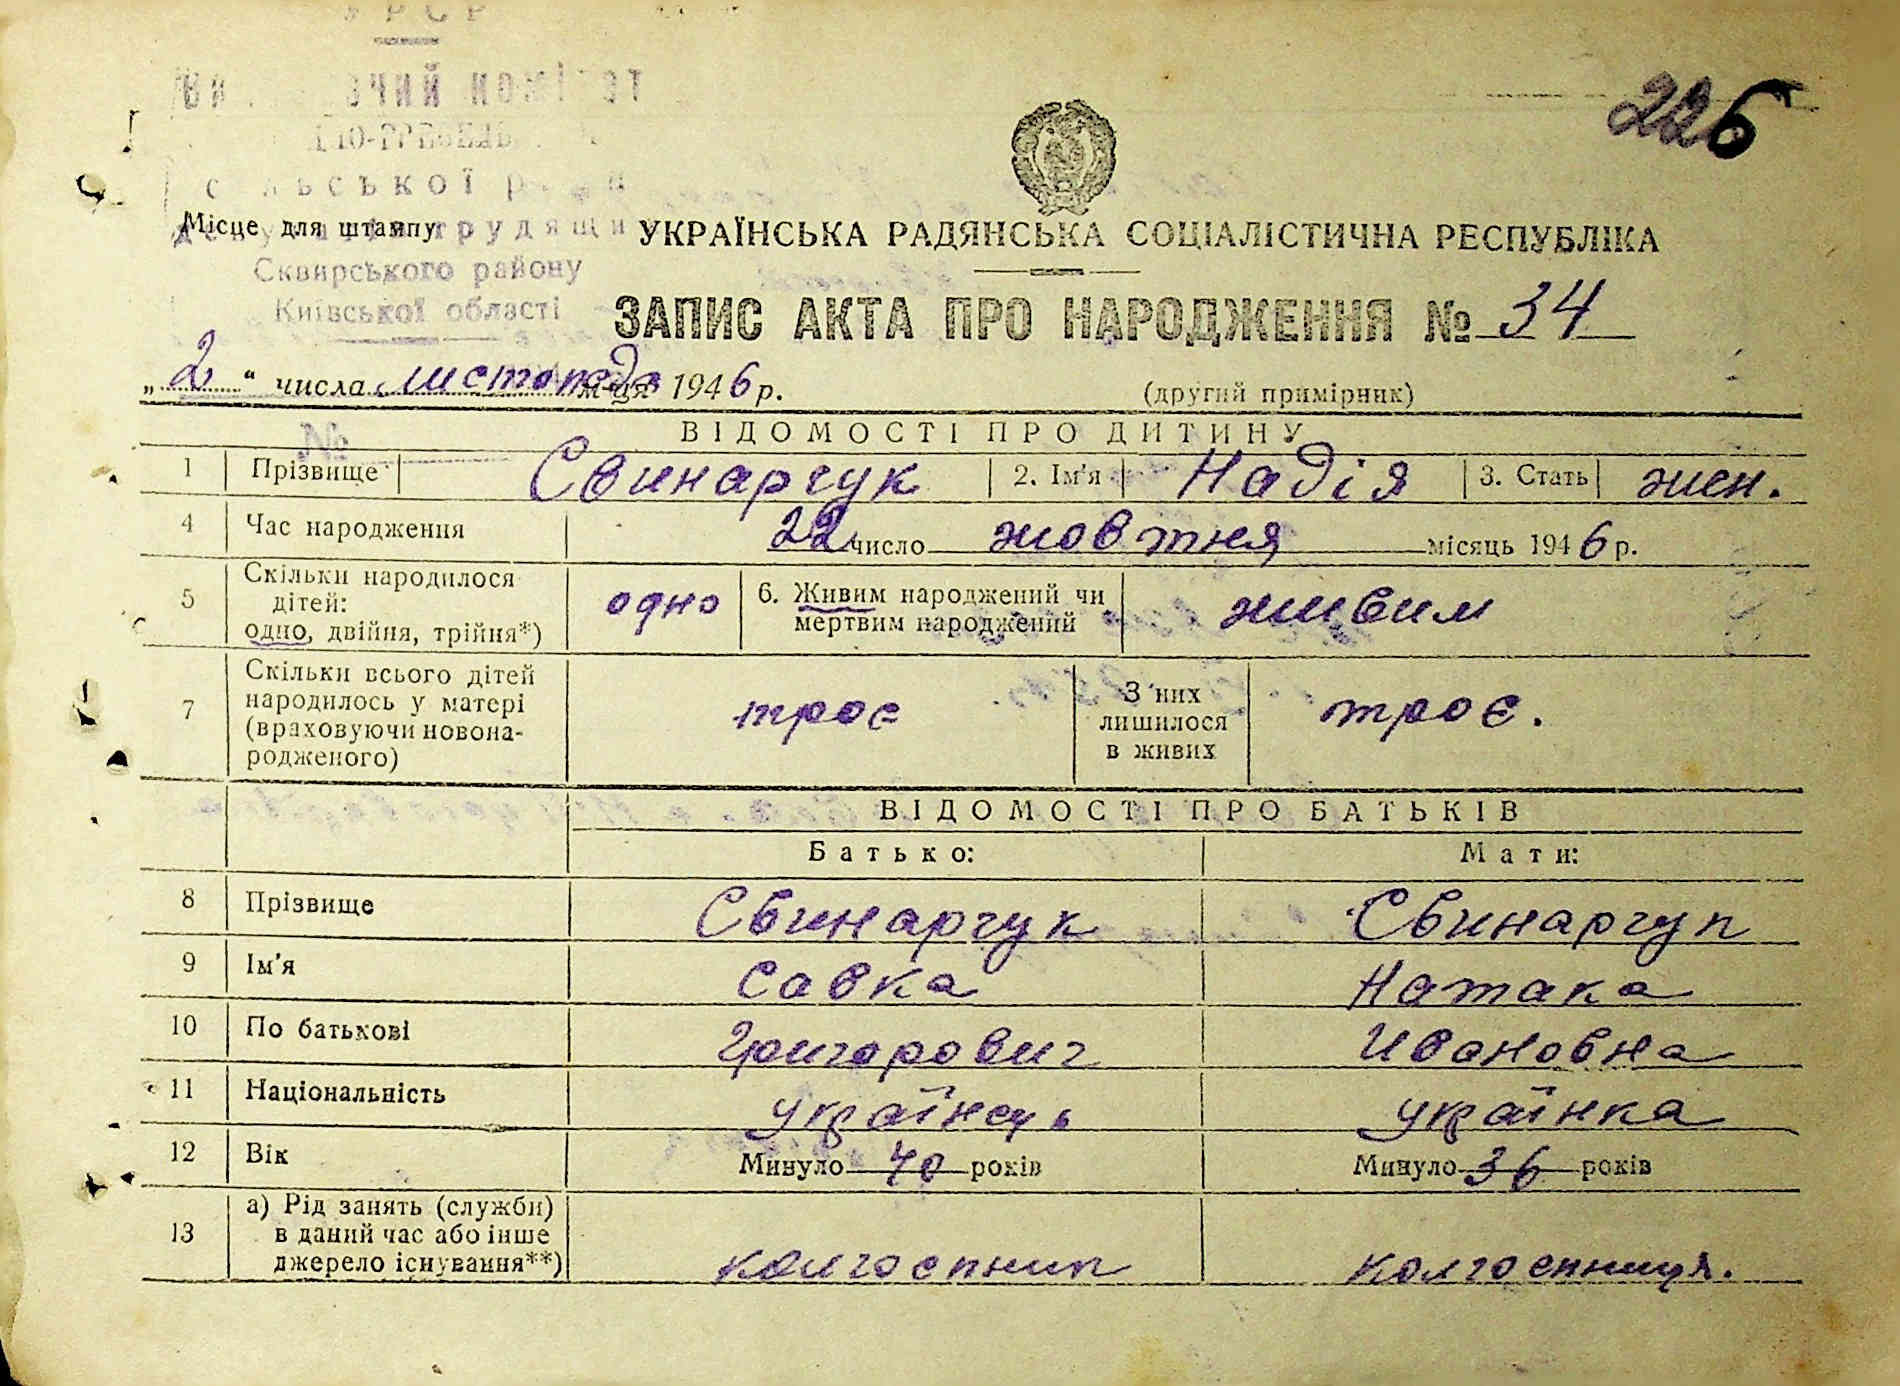 УРСР
сільської ради
Місце для штампу
депутатів трудящих
Сквирського району
Київської області
№
226
УКРАЇНСЬКА РАДЯНСЬКА СОЦІАЛІСТИЧНА РЕСПУБЛІКА
ЗАПИС АКТА ПРО НАРОДЖЕННЯ № 34
„2“ числа листопада м-ця 1946 р.
(другий примірник)
ВІДОМОСТІ ПРО ДИТИНУ
1 Прізвище Свинарчук 2. Ім'я Надія 3. Стать жен.
4 Час народження 22 число жовтня місяць 1946 р.
5 Скільки народилося
дітей:
одно, двійня, трійня*) одно 6. Живим народжений чи
мертвим народжений живим
7 Скільки всього дітей
народилось у матері
(враховуючи новона-
родженого) троє З них
лишилося
в живих троє.
ВІДОМОСТІ ПРО БАТЬКІВ
Батько: Мати:
8 Прізвище Свинарчук Свинарчук
9 Ім'я Савка Натака
10 По батькові Григорович Ивановна
11 Національність українець українка
12 Вік Минуло 40 років Минуло 36 років
13 а) Рід занять (служби)
в даний час або інше
джерело існування**) колгоспник колгоспниця.